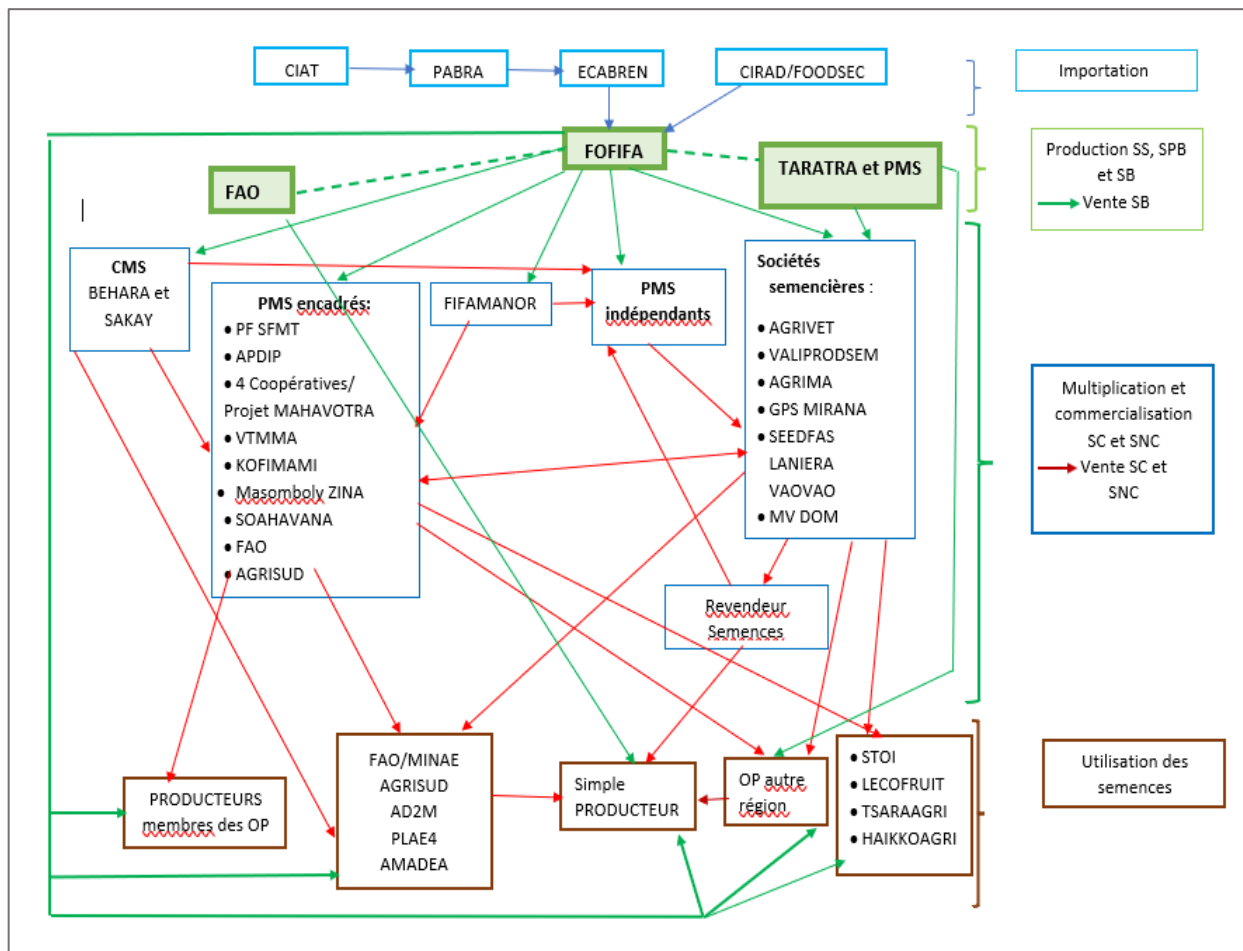 CIAT
PABRA
ECABREN
CIRAD/FOODSEC
Importation
FOFIFA
FAO
TARATRA et PMS
Production SS, SPB
et SB
Vente SB
CMS
BEHARA et
SAKAY
PMS encadrés:
● PF SFMT
● APDIP
● 4 Coopératives/
Projet MAHAVOTRA
● VTMMA
● KOFIMAMI
● Masomboly ZINA
● SOAHAVANA
● FAO
● AGRISUD
FIFAMANOR
PMS
indépendants
Sociétés
semencières :
● AGRIVET
● VALIPRODSEM
● AGRIMA
● GPS MIRANA
● SEEDFAS
LANIERA
VAOVAO
● MV DOM
Multiplication et
commercialisation
SC et SNC
Vente SC et
SNC
Revendeur
Semences
PRODUCTEURS
membres des OP
FAO/MINAE
AGRISUD
AD2M
PLAE4
AMADEA
Simple
PRODUCTEUR
OP autre
région
● STOI
● LECOFRUIT
● TSARAAGRI
● HAIKKOAGRI
Utilisation des
semences